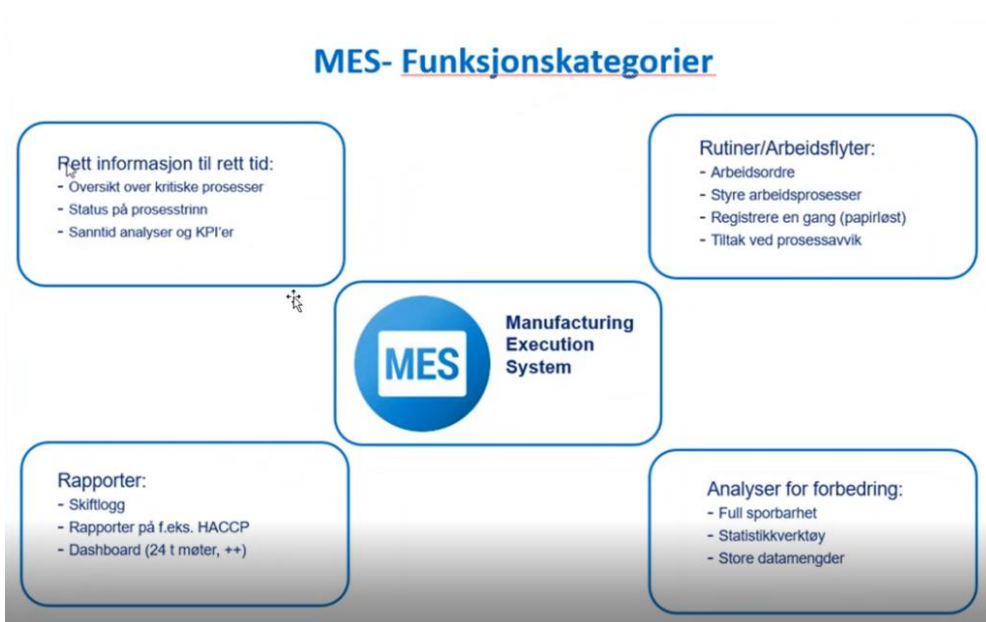 MES- Funksjonskategorier
Rett informasjon til rett tid:
- Oversikt over kritiske prosesser
- Status på prosesstrinn
- Sanntid analyser og KPI'er
Rutiner/Arbeidsflyter:
- Arbeidsordre
- Styre arbeidsprosesser
- Registrere en gang (papirløst)
- Tiltak ved prosessavvik
MES
Manufacturing
Execution
System
Rapporter:
- Skiftlogg
- Rapporter på f.eks. HACCP
- Dashboard (24 t møter, ++)
Analyser for forbedring:
- Full sporbarhet
- Statistikkverktøy
- Store datamengder